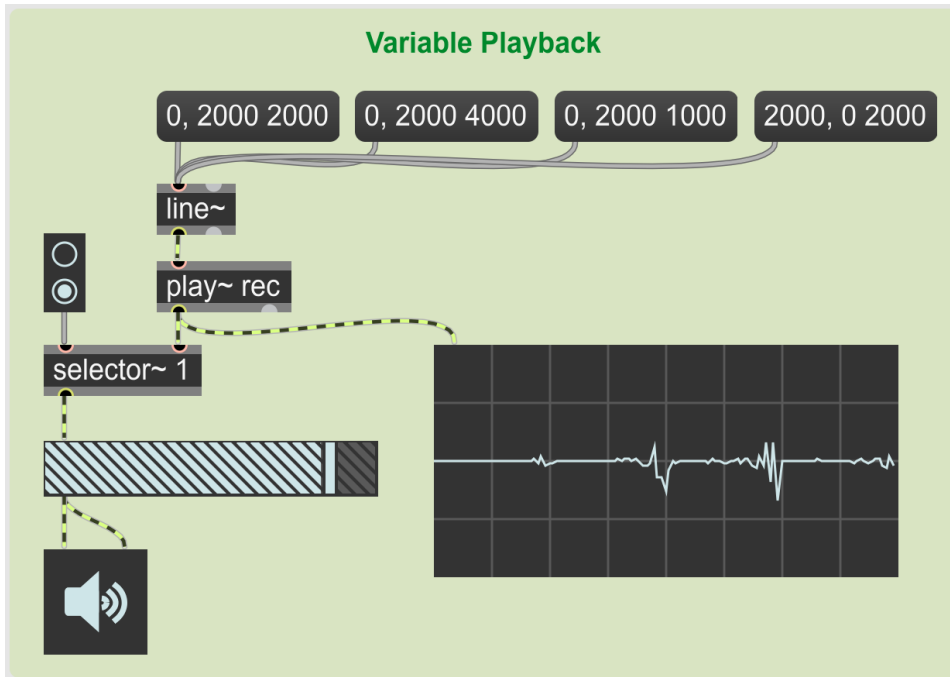 Variable Playback
0, 2000 2000
0, 2000 4000
0, 2000 1000
2000, 0 2000
line~
play~ rec
selector~ 1